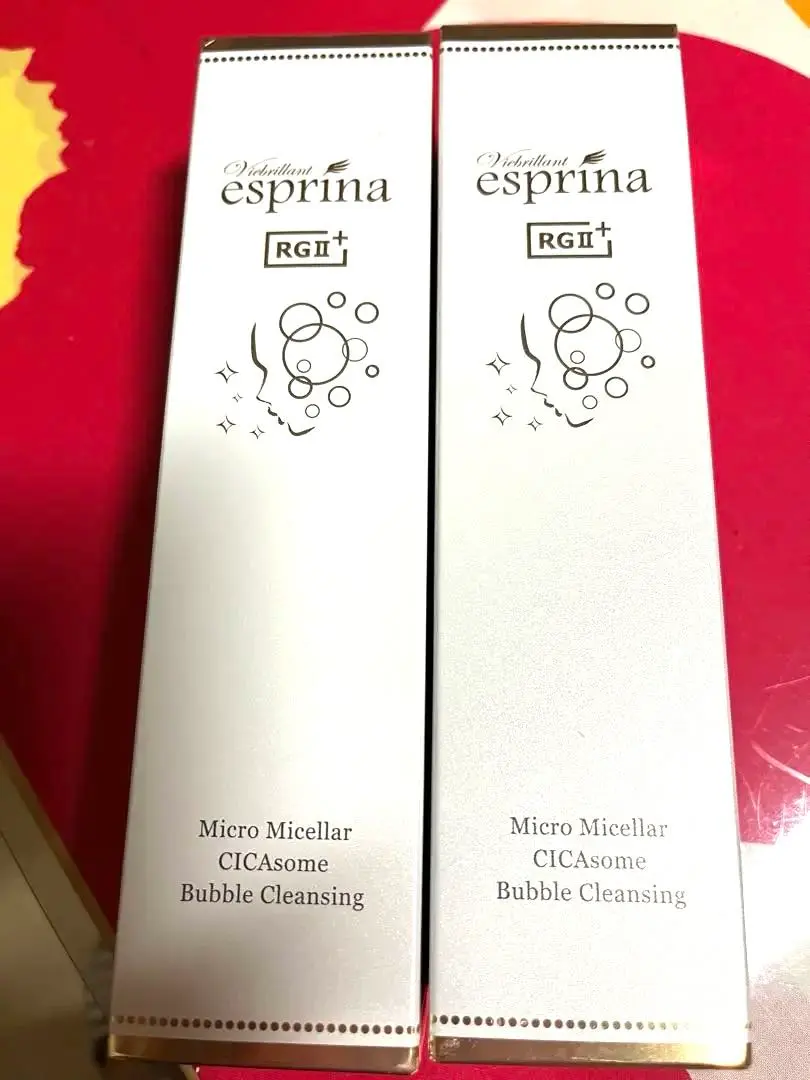 Viebrillant
esprina
RGⅡ+
Micro Micellar
CICAsome
Bubble Cleansing
Viebrillant
esprina
RGⅡ+
Micro Micellar
CICAsome
Bubble Cleansing